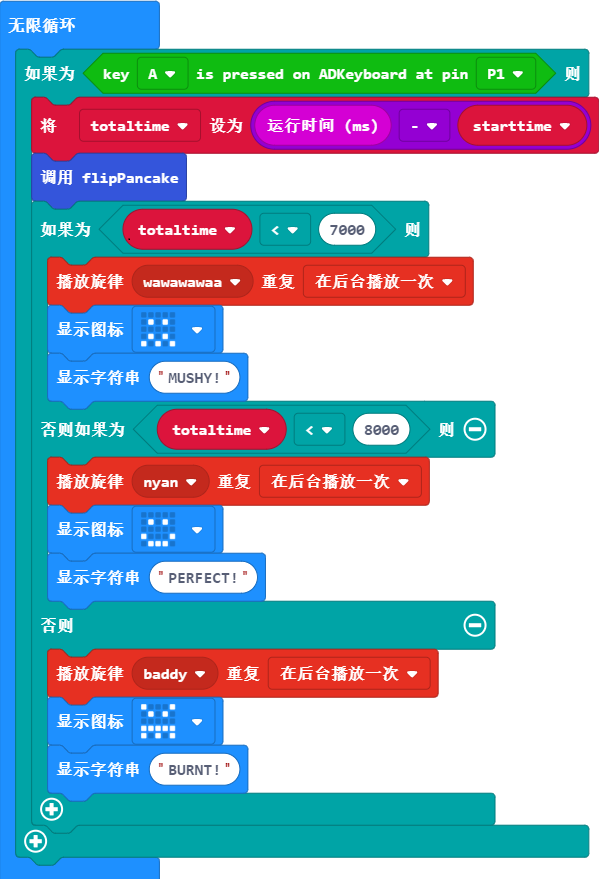 无限循环
如果为 key A is pressed on ADKeyboard at pin P1 则
将 totaltime 设为 运行时间 (ms) - starttime
调用 flipPancake
如果为 totaltime < 7000 则
播放旋律 wawawawaa 重复 在后台播放一次
显示图标
显示字符串 "MUSHY!"
否则如果为 totaltime < 8000 则
播放旋律 nyan 重复 在后台播放一次
显示图标
显示字符串 "PERFECT!"
否则
播放旋律 baddy 重复 在后台播放一次
显示图标
显示字符串 "BURNT!"